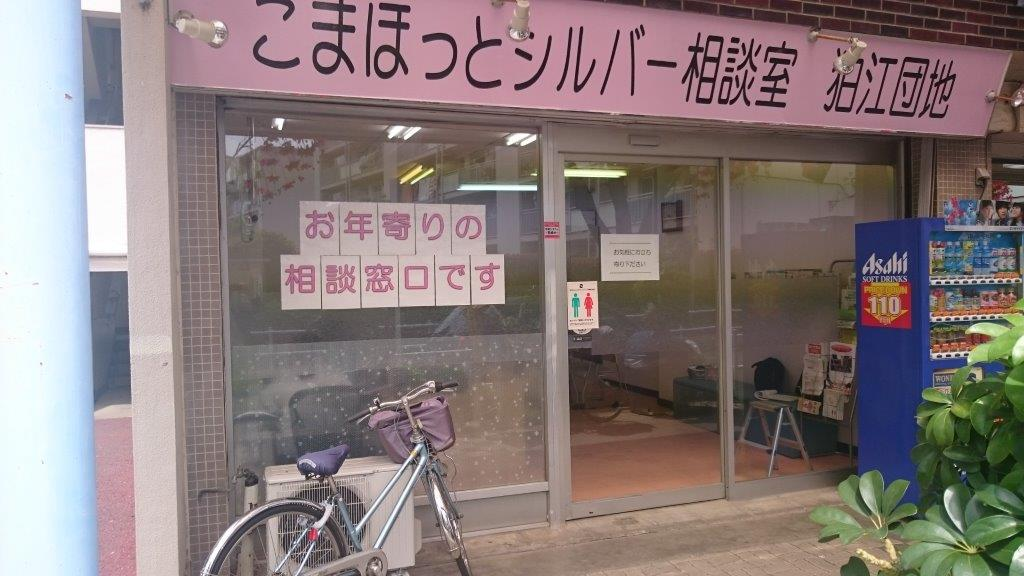 こまほっとシルバー相談室 狛江団地
お年寄りの
相談窓口です
お気軽にお立ち
寄り下さい
Asahi
SOFT DRINKS
110
WONDA